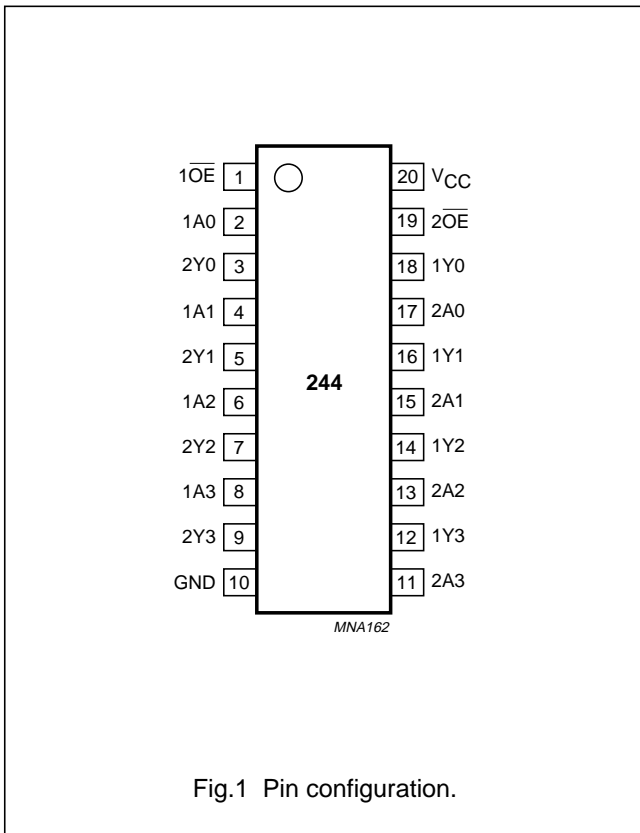 1O̅E̅ 1 20 VCC
1A0 2 19 2O̅E̅
2Y0 3 18 1Y0
1A1 4 17 2A0
2Y1 5 16 1Y1
244
1A2 6 15 2A1
2Y2 7 14 1Y2
1A3 8 13 2A2
2Y3 9 12 1Y3
GND 10 11 2A3
MNA162
Fig.1 Pin configuration.